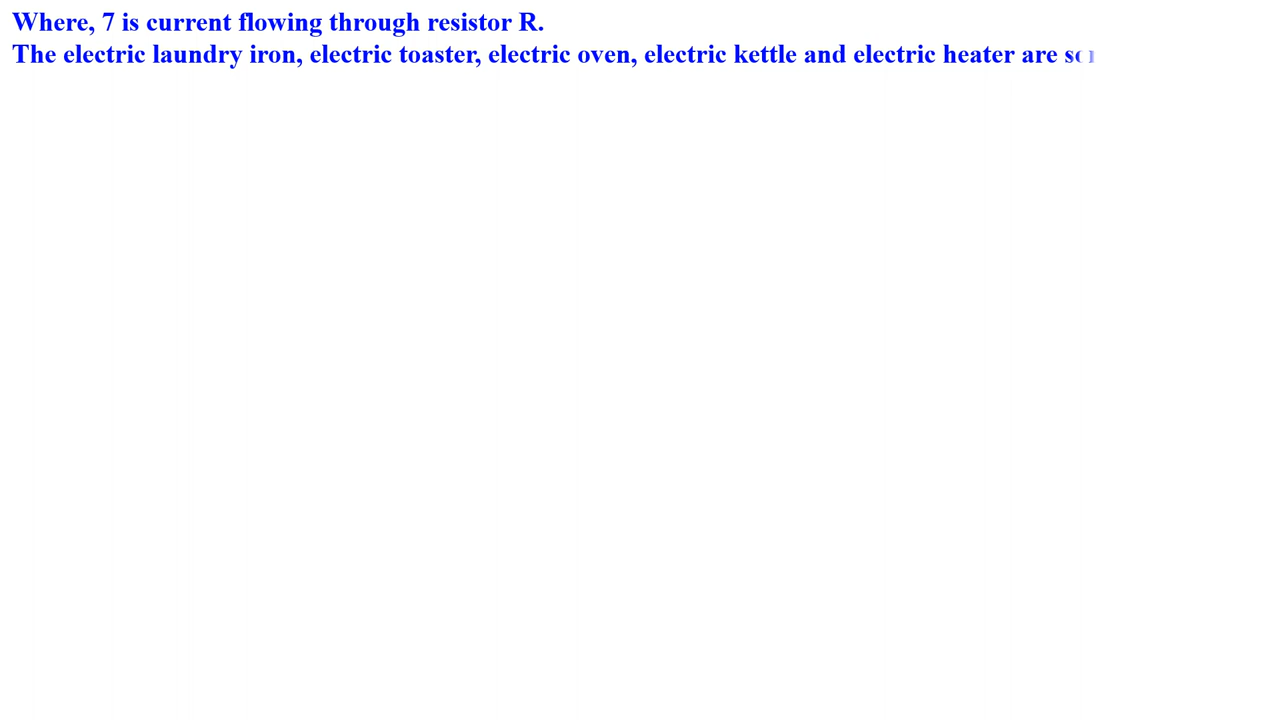 Where, 7 is current flowing through resistor R.
The electric laundry iron, electric toaster, electric oven, electric kettle and electric heater are